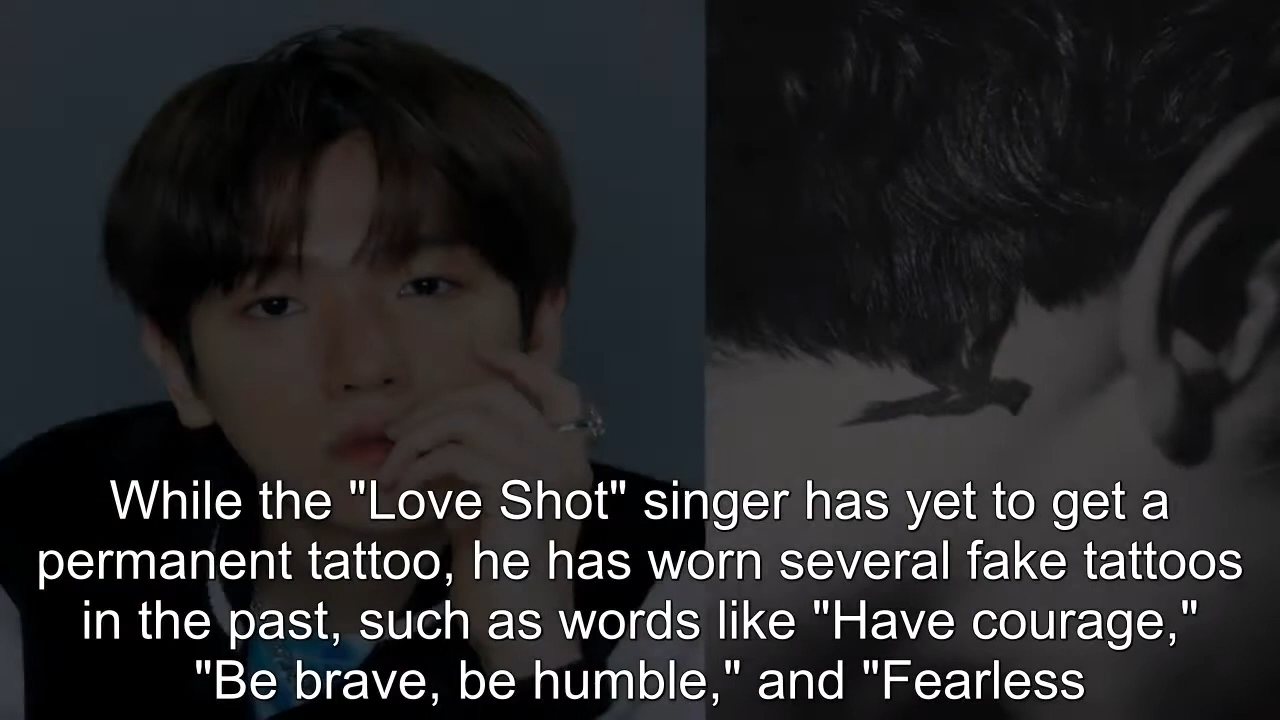 While the "Love Shot" singer has yet to get a
permanent tattoo, he has worn several fake tattoos
in the past, such as words like "Have courage,"
"Be brave, be humble," and "Fearless